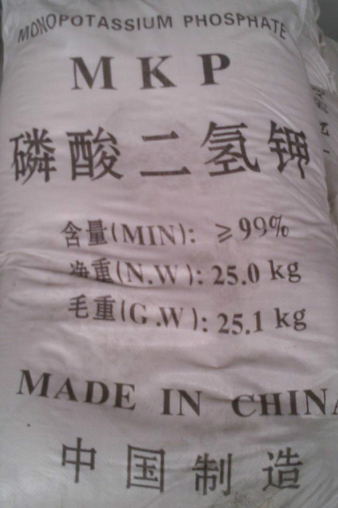 MONOPOTASSIUM PHOSPHATE
MKP
磷酸二氢钾
含量(MIN): ≥99%
净重(N.W): 25.0 kg
毛重(G.W): 25.1 kg
MADE IN CHINA
中国制造